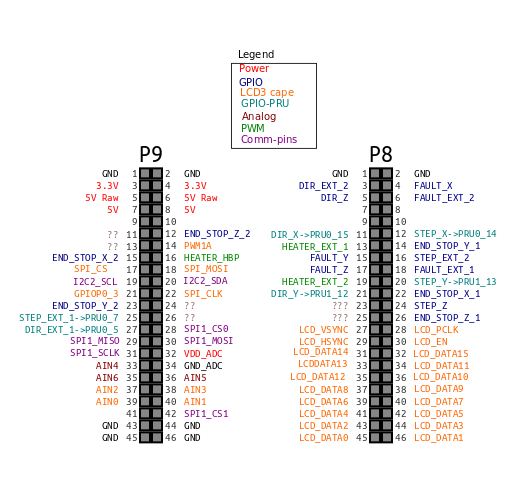 Legend
Power
GPIO
LCD3 cape
GPIO-PRU
Analog
PWM
Comm-pins
P9 P8
GND 1 2 GND GND 1 2 GND
3.3V 3 4 3.3V DIR_EXT_2 3 4 FAULT_X
5V Raw 5 6 5V Raw DIR_Z 5 6 FAULT_EXT_2
5V 7 8 5V 7 8
9 10 9 10
?? 11 12 END_STOP_Z_2 DIR_X->PRU0_15 11 12 STEP_X->PRU0_14
?? 13 14 PWM1A HEATER_EXT_1 13 14 END_STOP_Y_1
END_STOP_X_2 15 16 HEATER_HBP FAULT_Y 15 16 STEP_EXT_2
SPI_CS 17 18 SPI_MOSI FAULT_Z 17 18 FAULT_EXT_1
I2C2_SCL 19 20 I2C2_SDA HEATER_EXT_2 19 20 STEP_Y->PRU1_13
GPIOP0_3 21 22 SPI_CLK DIR_Y->PRU1_12 21 22 END_STOP_X_1
END_STOP_Y_2 23 24 ?? ??? 23 24 STEP_Z
STEP_EXT_1->PRU0_7 25 26 ?? ??? 25 26 END_STOP_Z_1
DIR_EXT_1->PRU0_5 27 28 SPI1_CS0 LCD_VSYNC 27 28 LCD_PCLK
SPI1_MISO 29 30 SPI1_MOSI LCD_HSYNC 29 30 LCD_EN
SPI1_SCLK 31 32 VDD_ADC LCD_DATA14 31 32 LCD_DATA15
AIN4 33 34 GND_ADC LCDDATA13 33 34 LCD_DATA11
AIN6 35 36 AIN5 LCD_DATA12 35 36 LCD_DATA10
AIN2 37 38 AIN3 LCD_DATA8 37 38 LCD_DATA9
AIN0 39 40 AIN1 LCD_DATA6 39 40 LCD_DATA7
41 42 SPI1_CS1 LCD_DATA4 41 42 LCD_DATA5
GND 43 44 GND LCD_DATA2 43 44 LCD_DATA3
GND 45 46 GND LCD_DATA0 45 46 LCD_DATA1